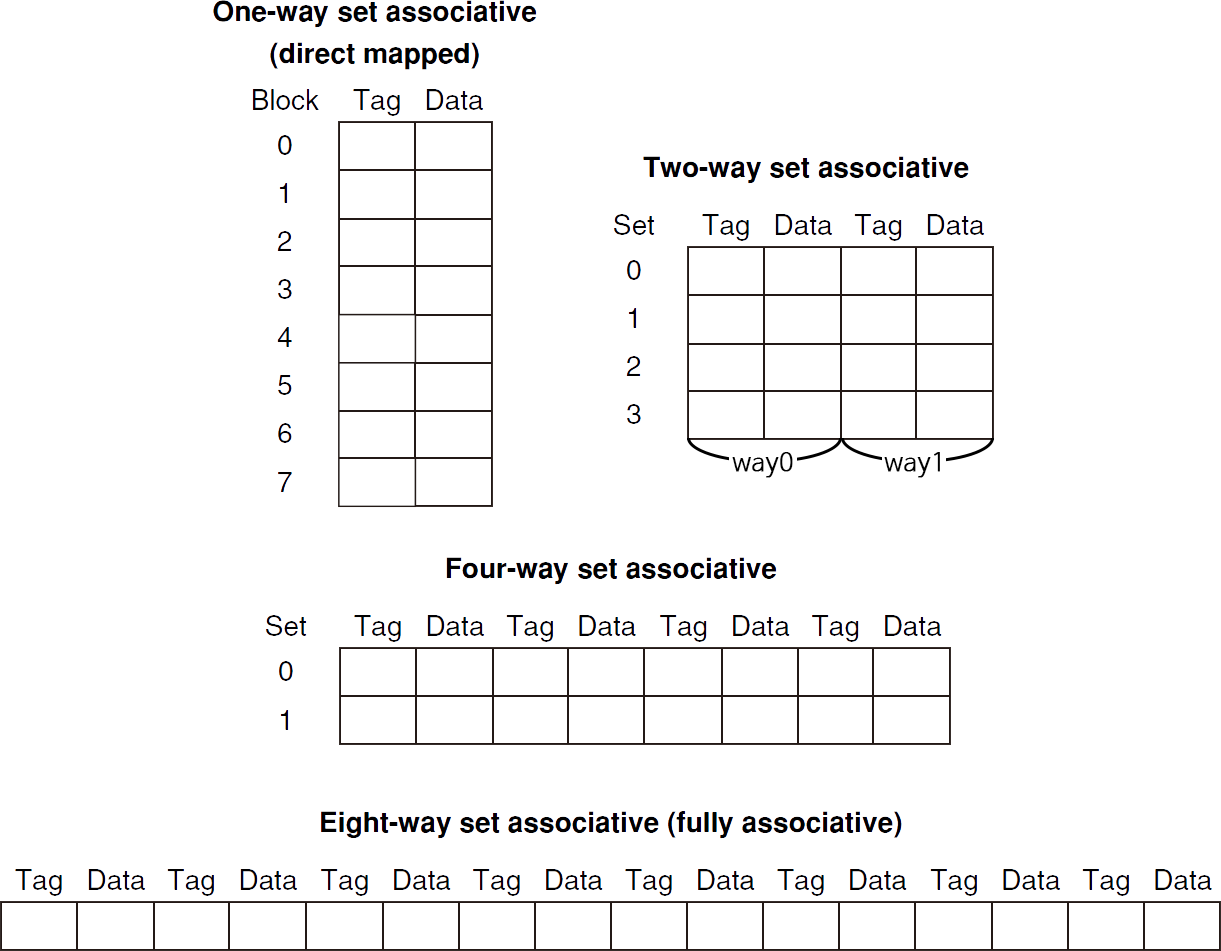 One-way set associative
(direct mapped)
Block Tag Data
0
1
2
3
4
5
6
7
Two-way set associative
Set Tag Data Tag Data
0
1
2
3
way0 way1
Four-way set associative
Set Tag Data Tag Data Tag Data Tag Data
0
1
Eight-way set associative (fully associative)
Tag Data Tag Data Tag Data Tag Data Tag Data Tag Data Tag Data Tag Data